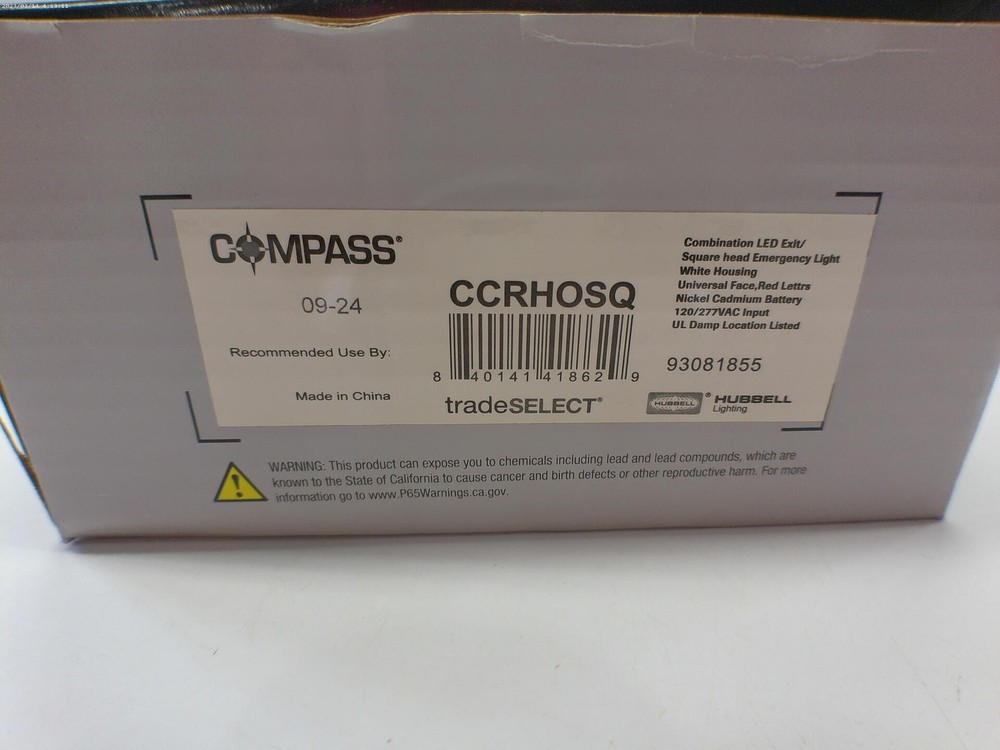 COMPASS®
09-24
Recommended Use By:
Made in China
CCRHOSQ
8 40141 41862 9
tradeSELECT®
Combination LED Exit/
Square head Emergency Light
White Housing
Universal Face,Red Lettrs
Nickel Cadmium Battery
120/277VAC Input
UL Damp Location Listed
93081855
HUBBELL ® HUBBELL
Lighting
WARNING: This product can expose you to chemicals including lead and lead compounds, which are
known to the State of California to cause cancer and birth defects or other reproductive harm. For more
information go to www.P65Warnings.ca.gov.